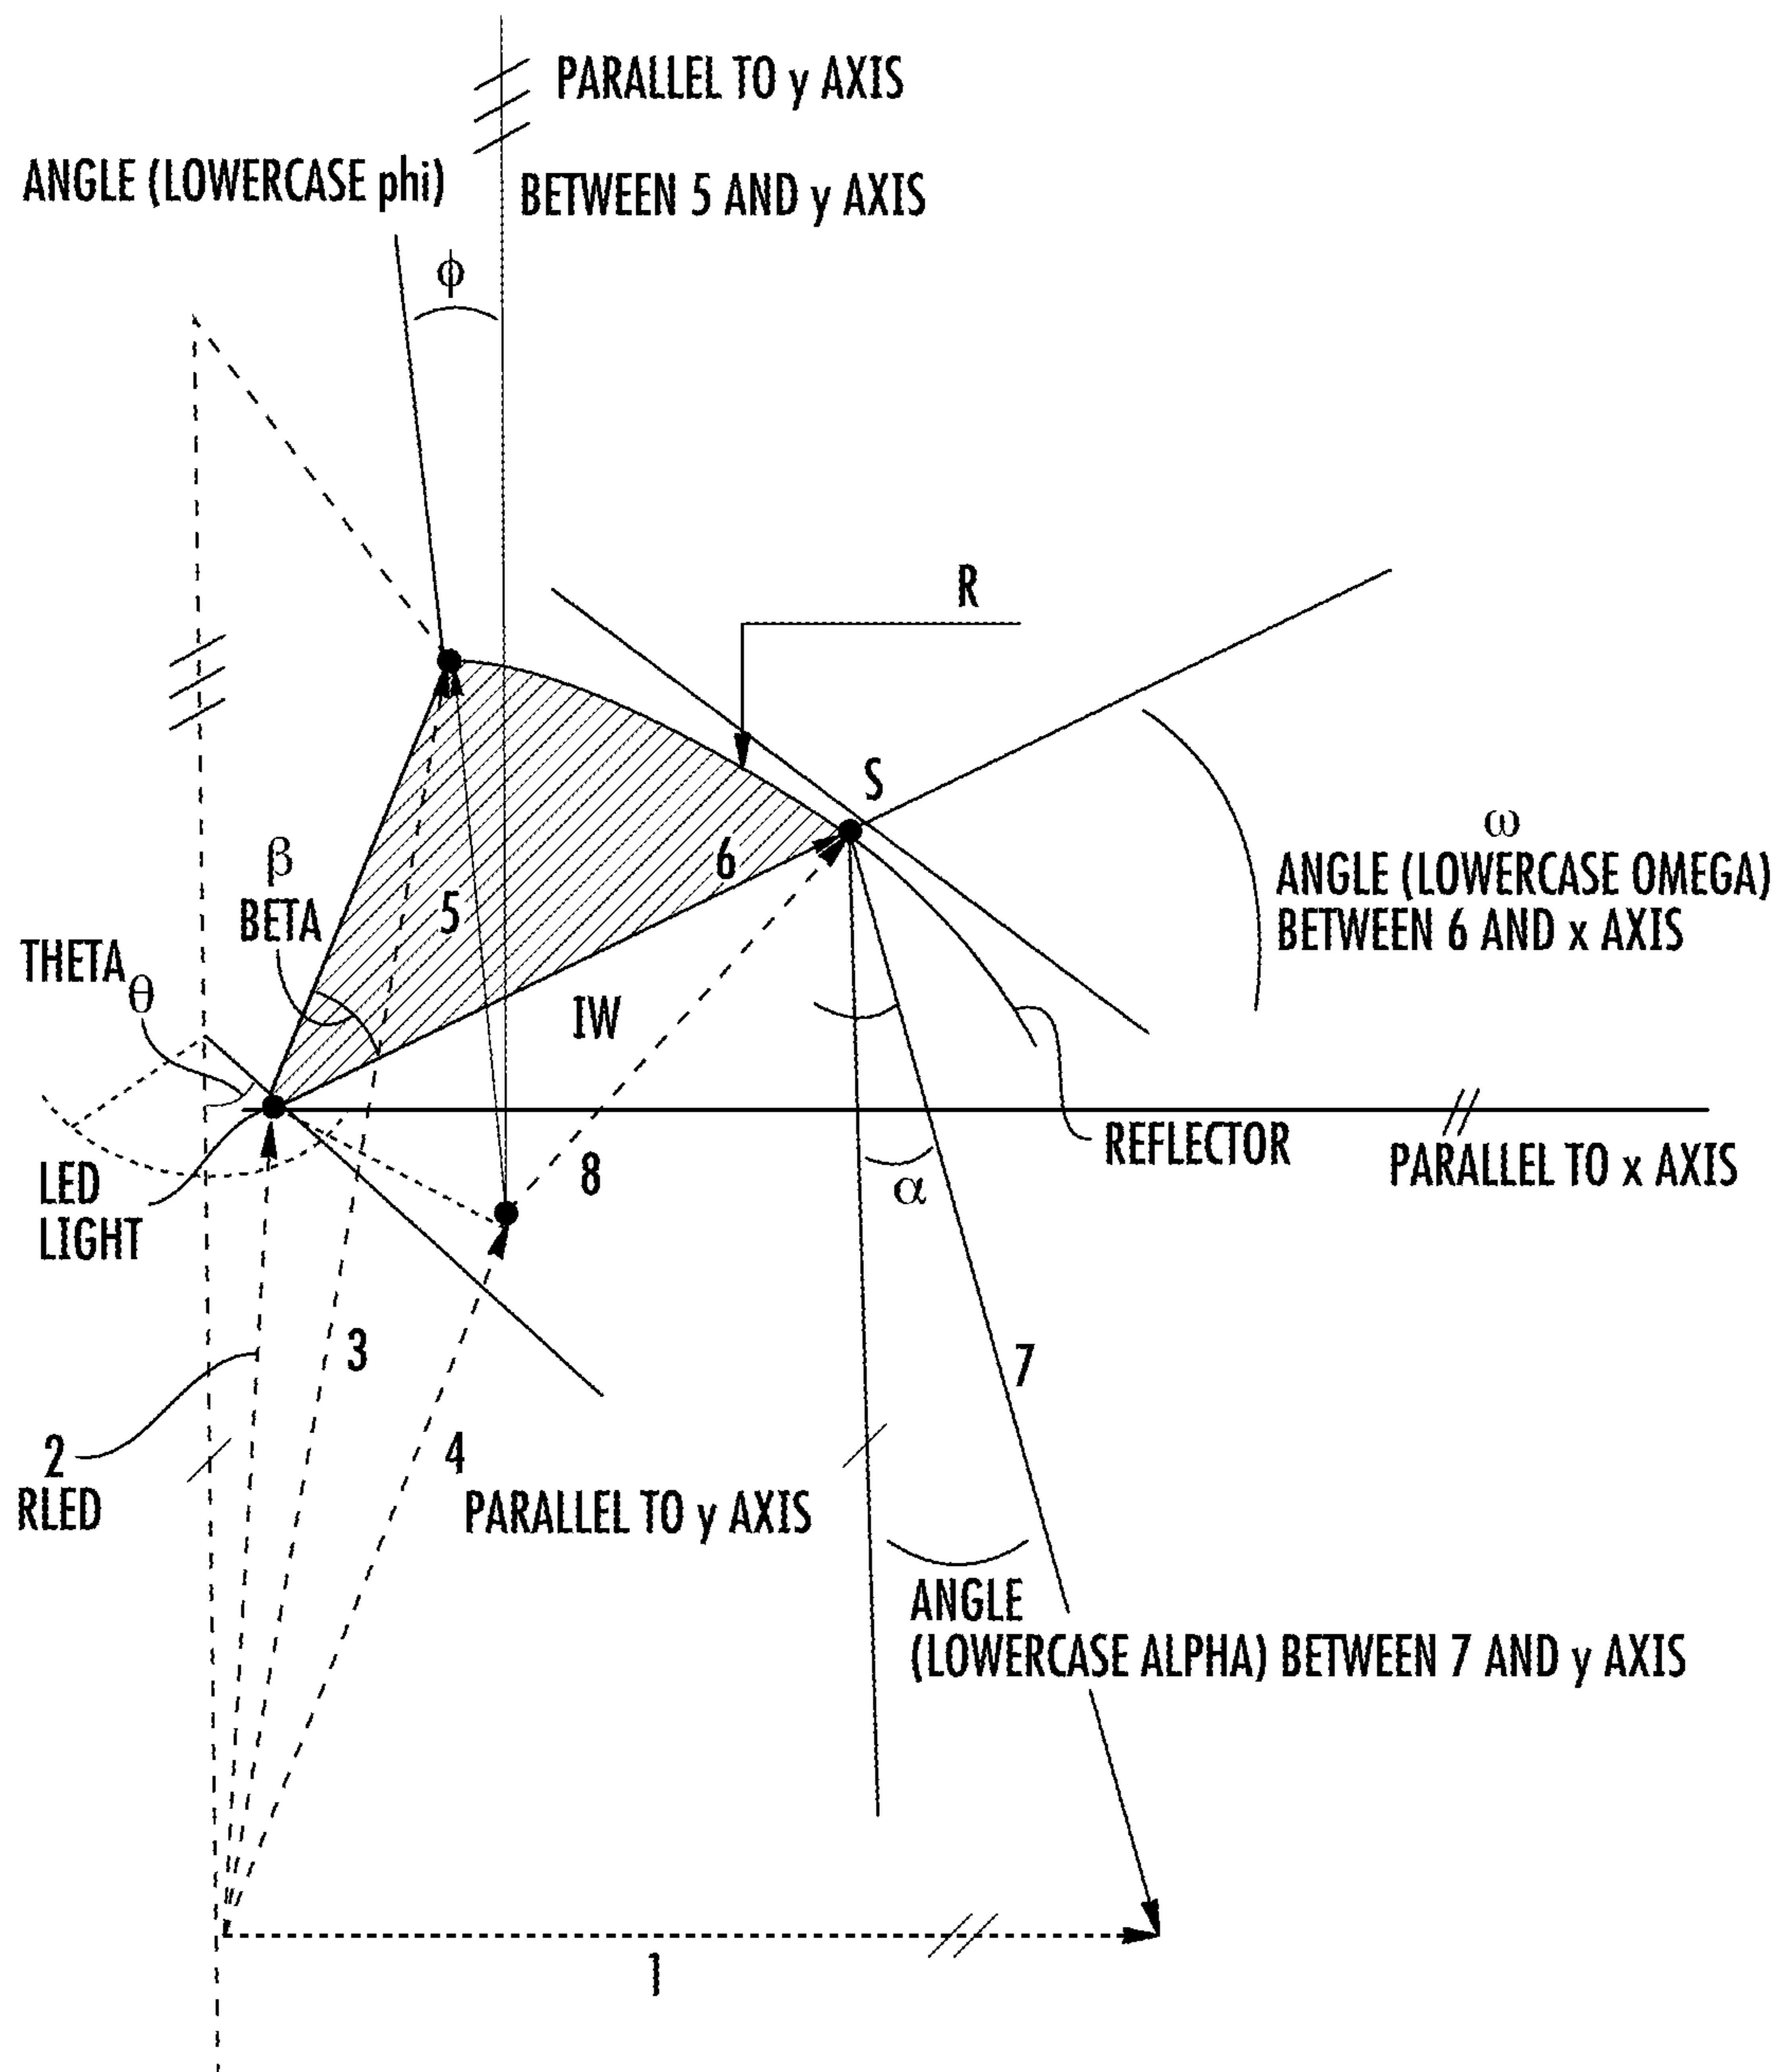 PARALLEL TO y AXIS
ANGLE (LOWERCASE phi)
BETWEEN 5 AND y AXIS
ϕ
R
S
ω
ANGLE (LOWERCASE OMEGA)
BETWEEN 6 AND x AXIS
6
β
BETA
5
THETA
θ
IW
LED
LIGHT
8
α
REFLECTOR
PARALLEL TO x AXIS
3
7
2
RLED
4
PARALLEL TO y AXIS
ANGLE
(LOWERCASE ALPHA) BETWEEN 7 AND y AXIS
1